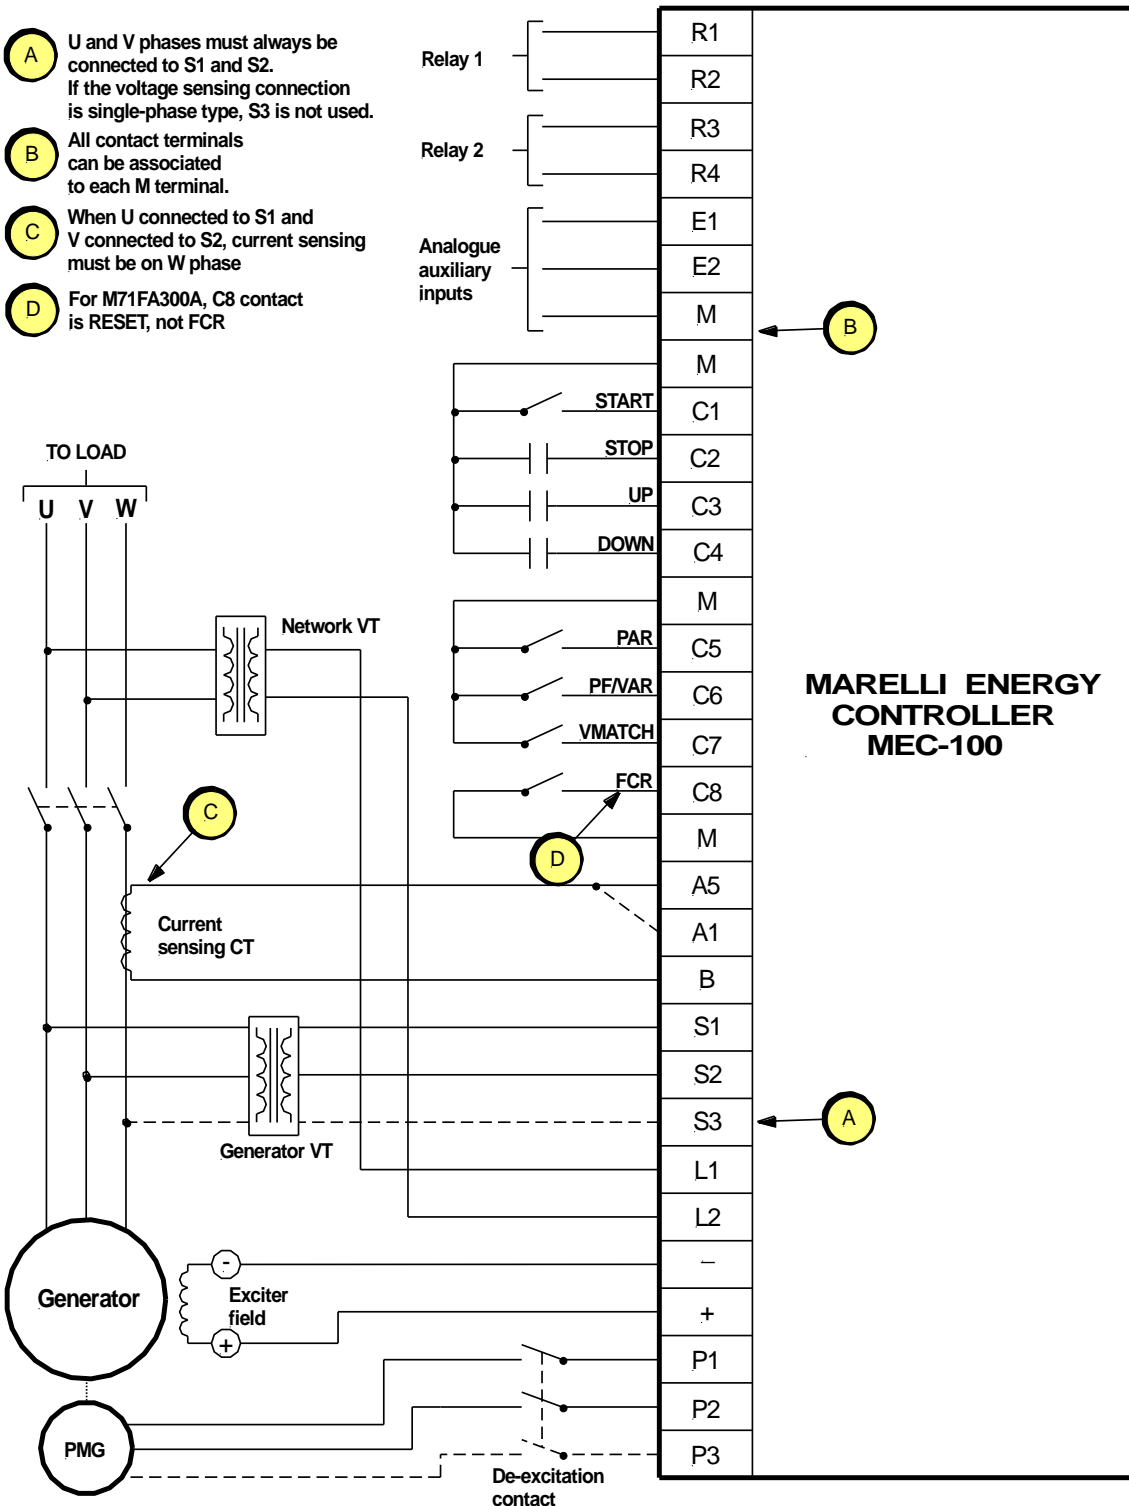 A
U and V phases must always be
connected to S1 and S2.
If the voltage sensing connection
is single-phase type, S3 is not used.
B
All contact terminals
can be associated
to each M terminal.
C
When U connected to S1 and
V connected to S2, current sensing
must be on W phase
D
For M71FA300A, C8 contact
is RESET, not FCR
Relay 1
R1
R2
Relay 2
R3
R4
Analogue
auxiliary
inputs
E1
E2
M
B
M
START
C1
STOP
C2
UP
C3
DOWN
C4
M
PAR
C5
PF/VAR
C6
VMATCH
C7
FCR
C8
D
M
A5
A1
B
S1
S2
S3
A
L1
L2
–
+
P1
P2
P3
MARELLI ENERGY
CONTROLLER
MEC-100
TO LOAD
U V W
Network VT
C
Current
sensing CT
Generator VT
Generator
-
Exciter
field
+
PMG
De-excitation
contact